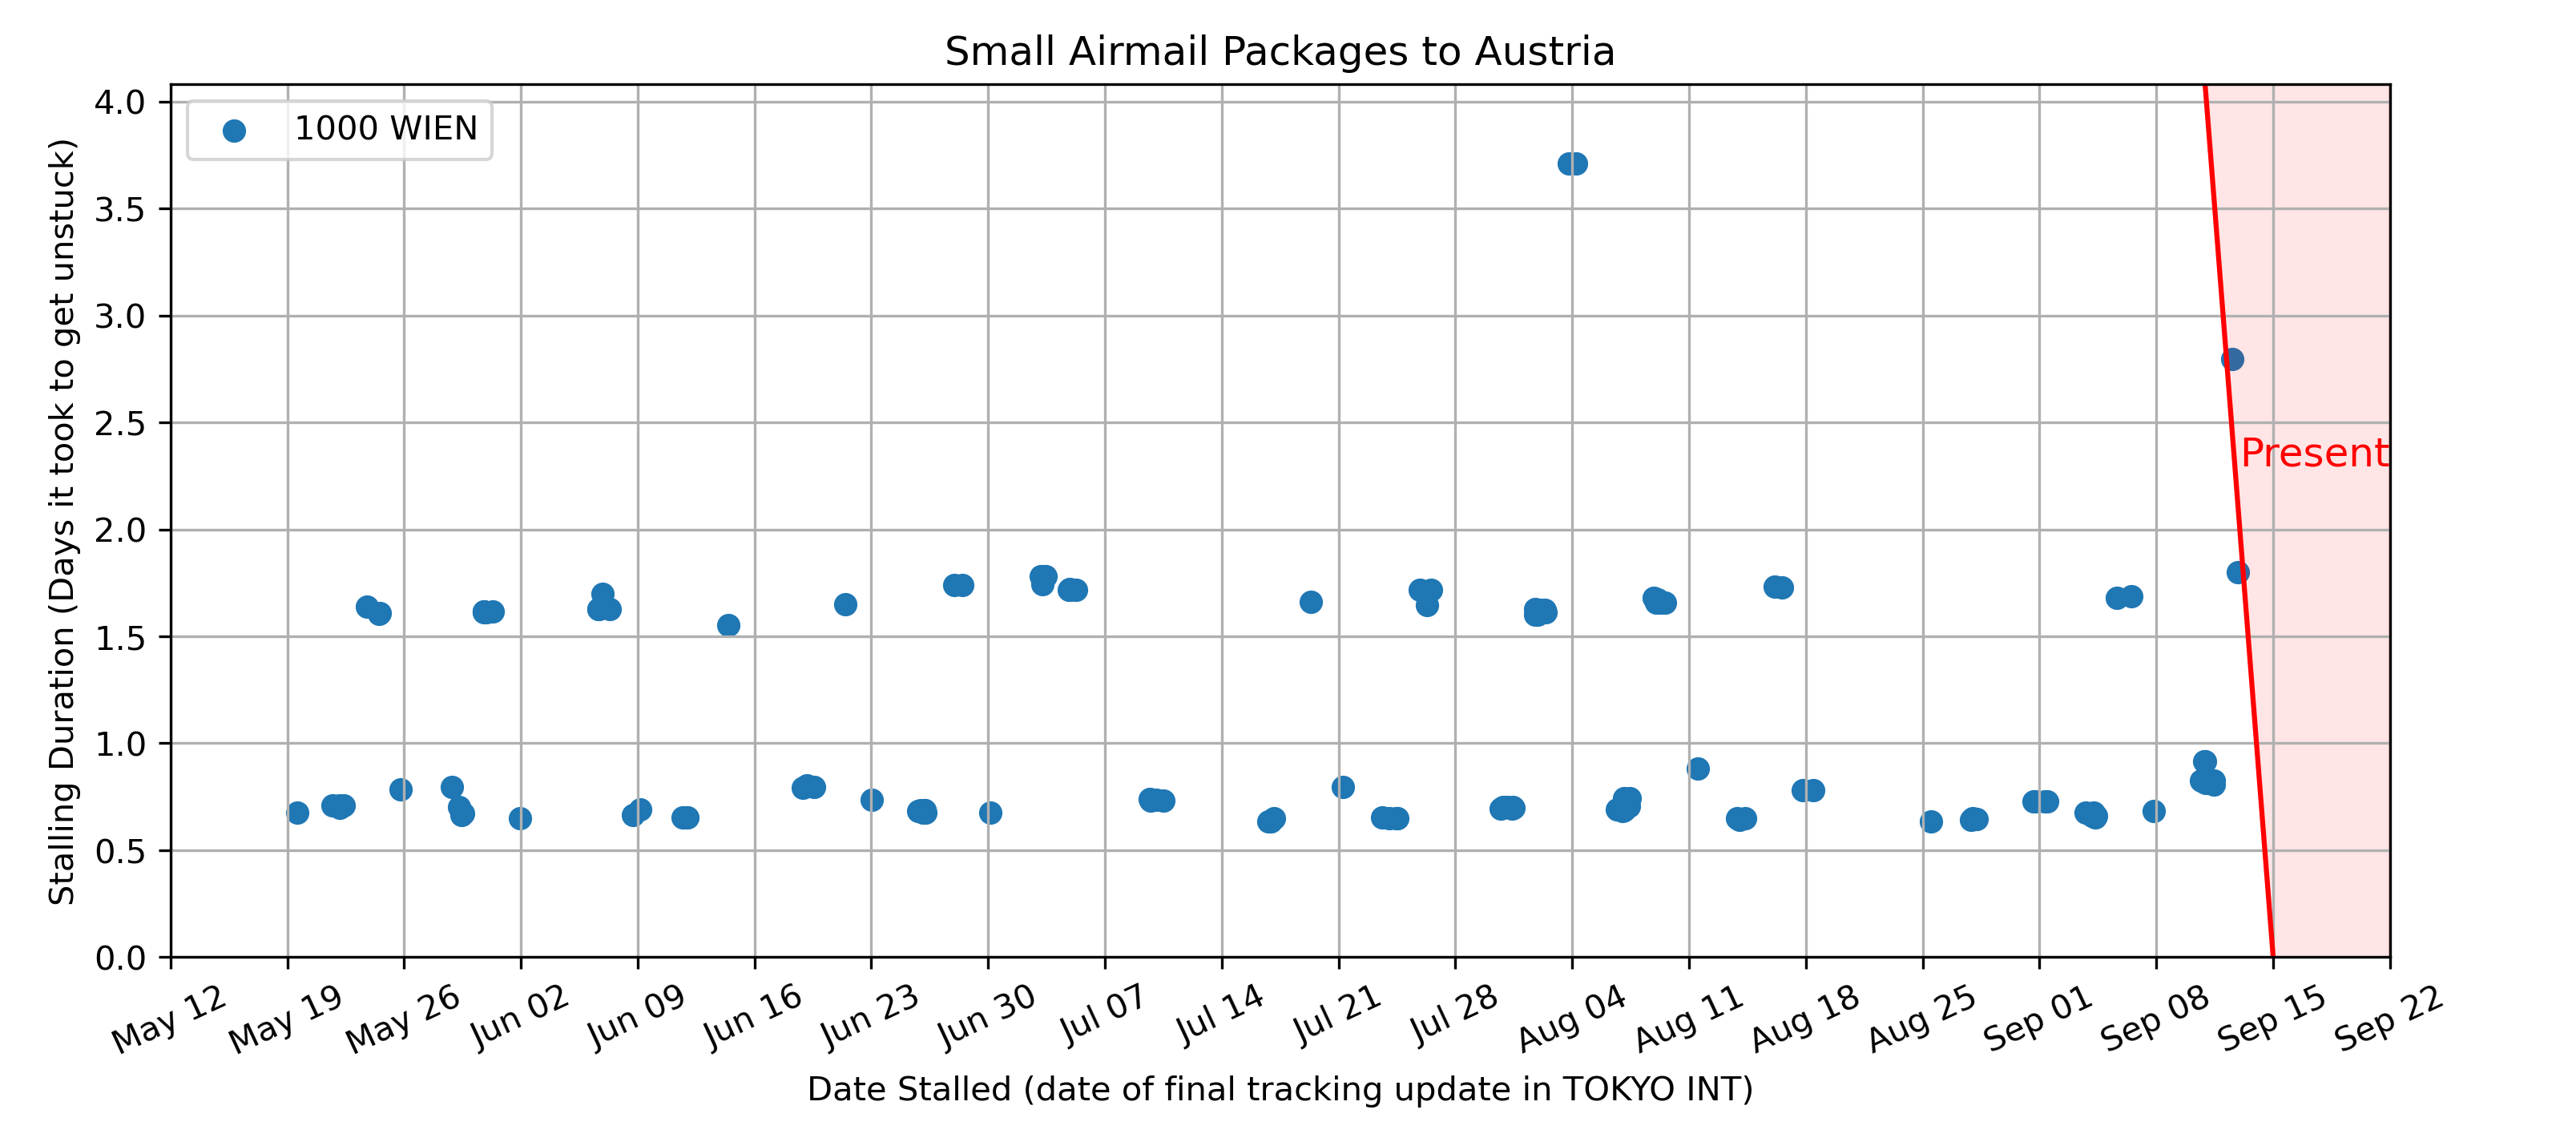 Small Airmail Packages to Austria
1000 WIEN
Stalling Duration (Days it took to get unstuck)
4.0
3.5
3.0
2.5
2.0
1.5
1.0
0.5
0.0
Present
May 12
May 19
May 26
Jun 02
Jun 09
Jun 16
Jun 23
Jun 30
Jul 07
Jul 14
Jul 21
Jul 28
Aug 04
Aug 11
Aug 18
Aug 25
Sep 01
Sep 08
Sep 15
Sep 22
Date Stalled (date of final tracking update in TOKYO INT)